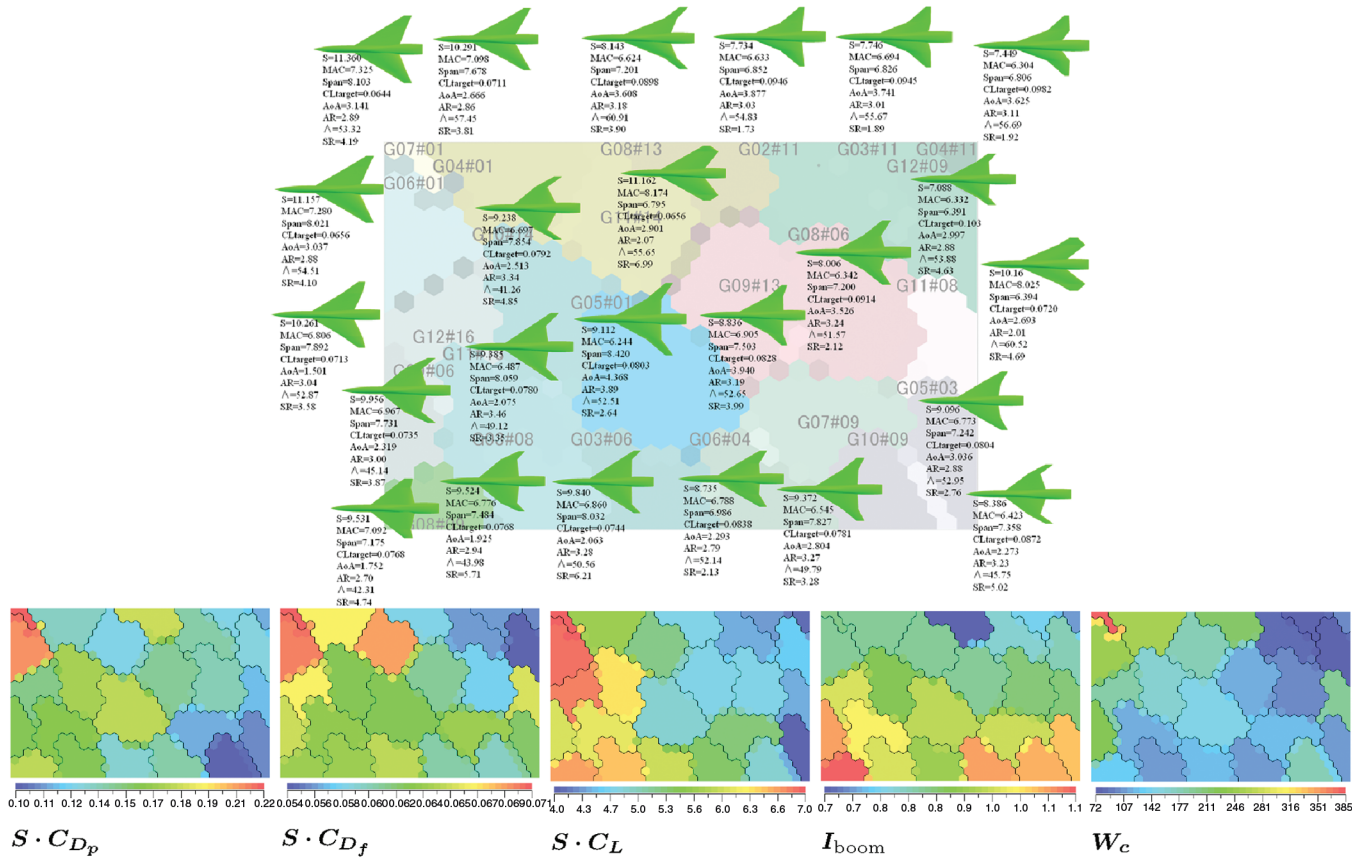 S=11.360
MAC=7.325
Span=8.103
CLtarget=0.0644
AoA=3.141
AR=2.89
Λ=53.32
SR=4.19
S=10.291
MAC=7.098
Span=7.678
CLtarget=0.0711
AoA=2.666
AR=2.86
Λ=57.45
SR=3.81
S=8.143
MAC=6.624
Span=7.201
CLtarget=0.0898
AoA=3.608
AR=3.18
Λ=60.91
SR=3.90
S=7.734
MAC=6.633
Span=6.852
CLtarget=0.0946
AoA=3.877
AR=3.03
Λ=54.83
SR=1.73
S=7.746
MAC=6.694
Span=6.826
CLtarget=0.0945
AoA=3.741
AR=3.01
Λ=55.67
SR=1.89
S=7.449
MAC=6.304
Span=6.806
CLtarget=0.0982
AoA=3.625
AR=3.11
Λ=56.69
SR=1.92
G07#01
G04#01
G06#01
G08#13
G02#11
G03#11
G04#11
G12#09
S=11.157
MAC=7.280
Span=8.021
CLtarget=0.0656
AoA=3.037
AR=2.88
Λ=54.51
SR=4.10
S=9.238
MAC=6.697
Span=7.854
CLtarget=0.0792
AoA=2.513
AR=3.34
Λ=41.26
SR=4.85
S=11.162
MAC=8.174
Span=6.795
CLtarget=0.0656
AoA=2.901
AR=2.07
Λ=55.65
SR=6.99
S=7.088
MAC=6.332
Span=6.391
CLtarget=0.103
AoA=2.997
AR=2.88
Λ=53.88
SR=4.63
G08#06
S=8.006
MAC=6.342
Span=7.200
CLtarget=0.0914
AoA=3.526
AR=3.24
Λ=51.57
SR=2.12
S=10.16
MAC=8.025
Span=6.394
CLtarget=0.0720
AoA=2.693
AR=2.01
Λ=60.52
SR=4.69
G09#13
G11#08
G05#01
S=10.261
MAC=6.806
Span=7.892
CLtarget=0.0713
AoA=1.501
AR=3.04
Λ=52.87
SR=3.58
G12#16
S=9.385
MAC=6.487
Span=8.059
CLtarget=0.0780
AoA=2.075
AR=3.46
Λ=49.12
S=9.112
MAC=6.244
Span=8.420
CLtarget=0.0803
AoA=4.368
AR=3.89
Λ=52.51
SR=2.64
S=8.836
MAC=6.905
Span=7.503
CLtarget=0.0828
AoA=3.940
AR=3.19
Λ=52.65
SR=3.99
S=9.956
MAC=6.967
Span=7.731
CLtarget=0.0735
AoA=2.319
AR=3.00
Λ=45.14
SR=3.87
G05#03
S=9.096
MAC=6.773
Span=7.242
CLtarget=0.0804
AoA=3.036
AR=2.88
Λ=52.95
SR=2.76
G03#06
G06#04
G07#09
G10#09
S=9.531
MAC=7.092
Span=7.175
CLtarget=0.0768
AoA=1.752
AR=2.70
Λ=42.31
SR=4.74
S=9.524
MAC=6.776
Span=7.484
CLtarget=0.0768
AoA=1.925
AR=2.94
Λ=43.98
SR=5.71
S=9.840
MAC=6.860
Span=8.032
CLtarget=0.0744
AoA=2.063
AR=3.28
Λ=50.56
SR=6.21
S=8.735
MAC=6.788
Span=6.986
CLtarget=0.0838
AoA=2.293
AR=2.79
Λ=52.14
SR=2.13
S=9.372
MAC=6.545
Span=7.827
CLtarget=0.0781
AoA=2.804
AR=3.27
Λ=49.79
SR=3.28
S=8.386
MAC=6.423
Span=7.358
CLtarget=0.0872
AoA=2.273
AR=3.23
Λ=45.75
SR=5.02
0.10 0.11 0.12 0.14 0.15 0.17 0.18 0.19 0.21 0.22
0.054 0.056 0.058 0.0600 0.0620 0.0640 0.0650 0.0670 0.0690 0.071
4.0 4.3 4.7 5.0 5.3 5.6 6.0 6.3 6.6 7.0
0.7 0.7 0.8 0.8 0.8 0.9 1.0 1.0 1.1 1.1
72 107 142 177 211 246 281 316 351 385
S · C_{D_p}
S · C_{D_f}
S · C_L
I_boom
W_c